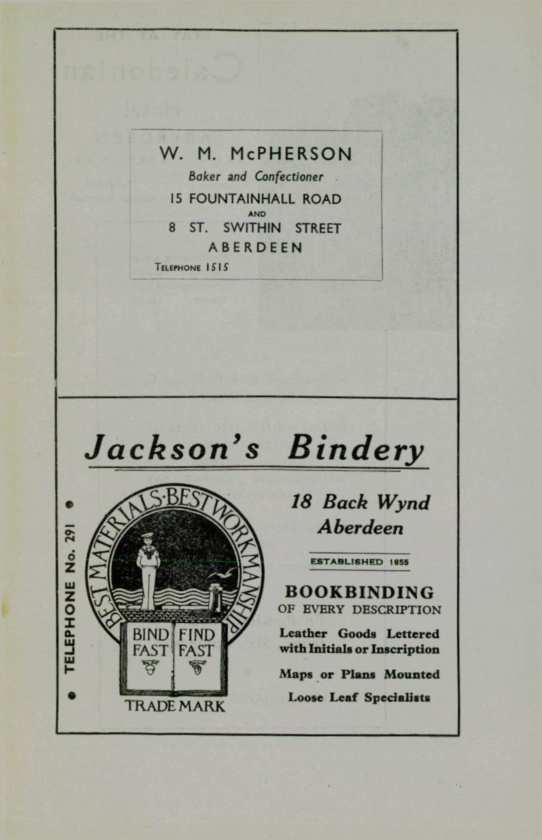 W. M. McPHERSON
Baker and Confectioner
15 FOUNTAINHALL ROAD
AND
8 ST. SWITHIN STREET
ABERDEEN
TELEPHONE 1515
Jackson's Bindery
TELEPHONE No. 291
BEST MATERIALS·BEST WORKMANSHIP
BIND FAST
FIND FAST
TRADE MARK
18 Back Wynd
Aberdeen
ESTABLISHED 1855
BOOKBINDING
OF EVERY DESCRIPTION
Leather Goods Lettered
with Initials or Inscription
Maps or Plans Mounted
Loose Leaf Specialists